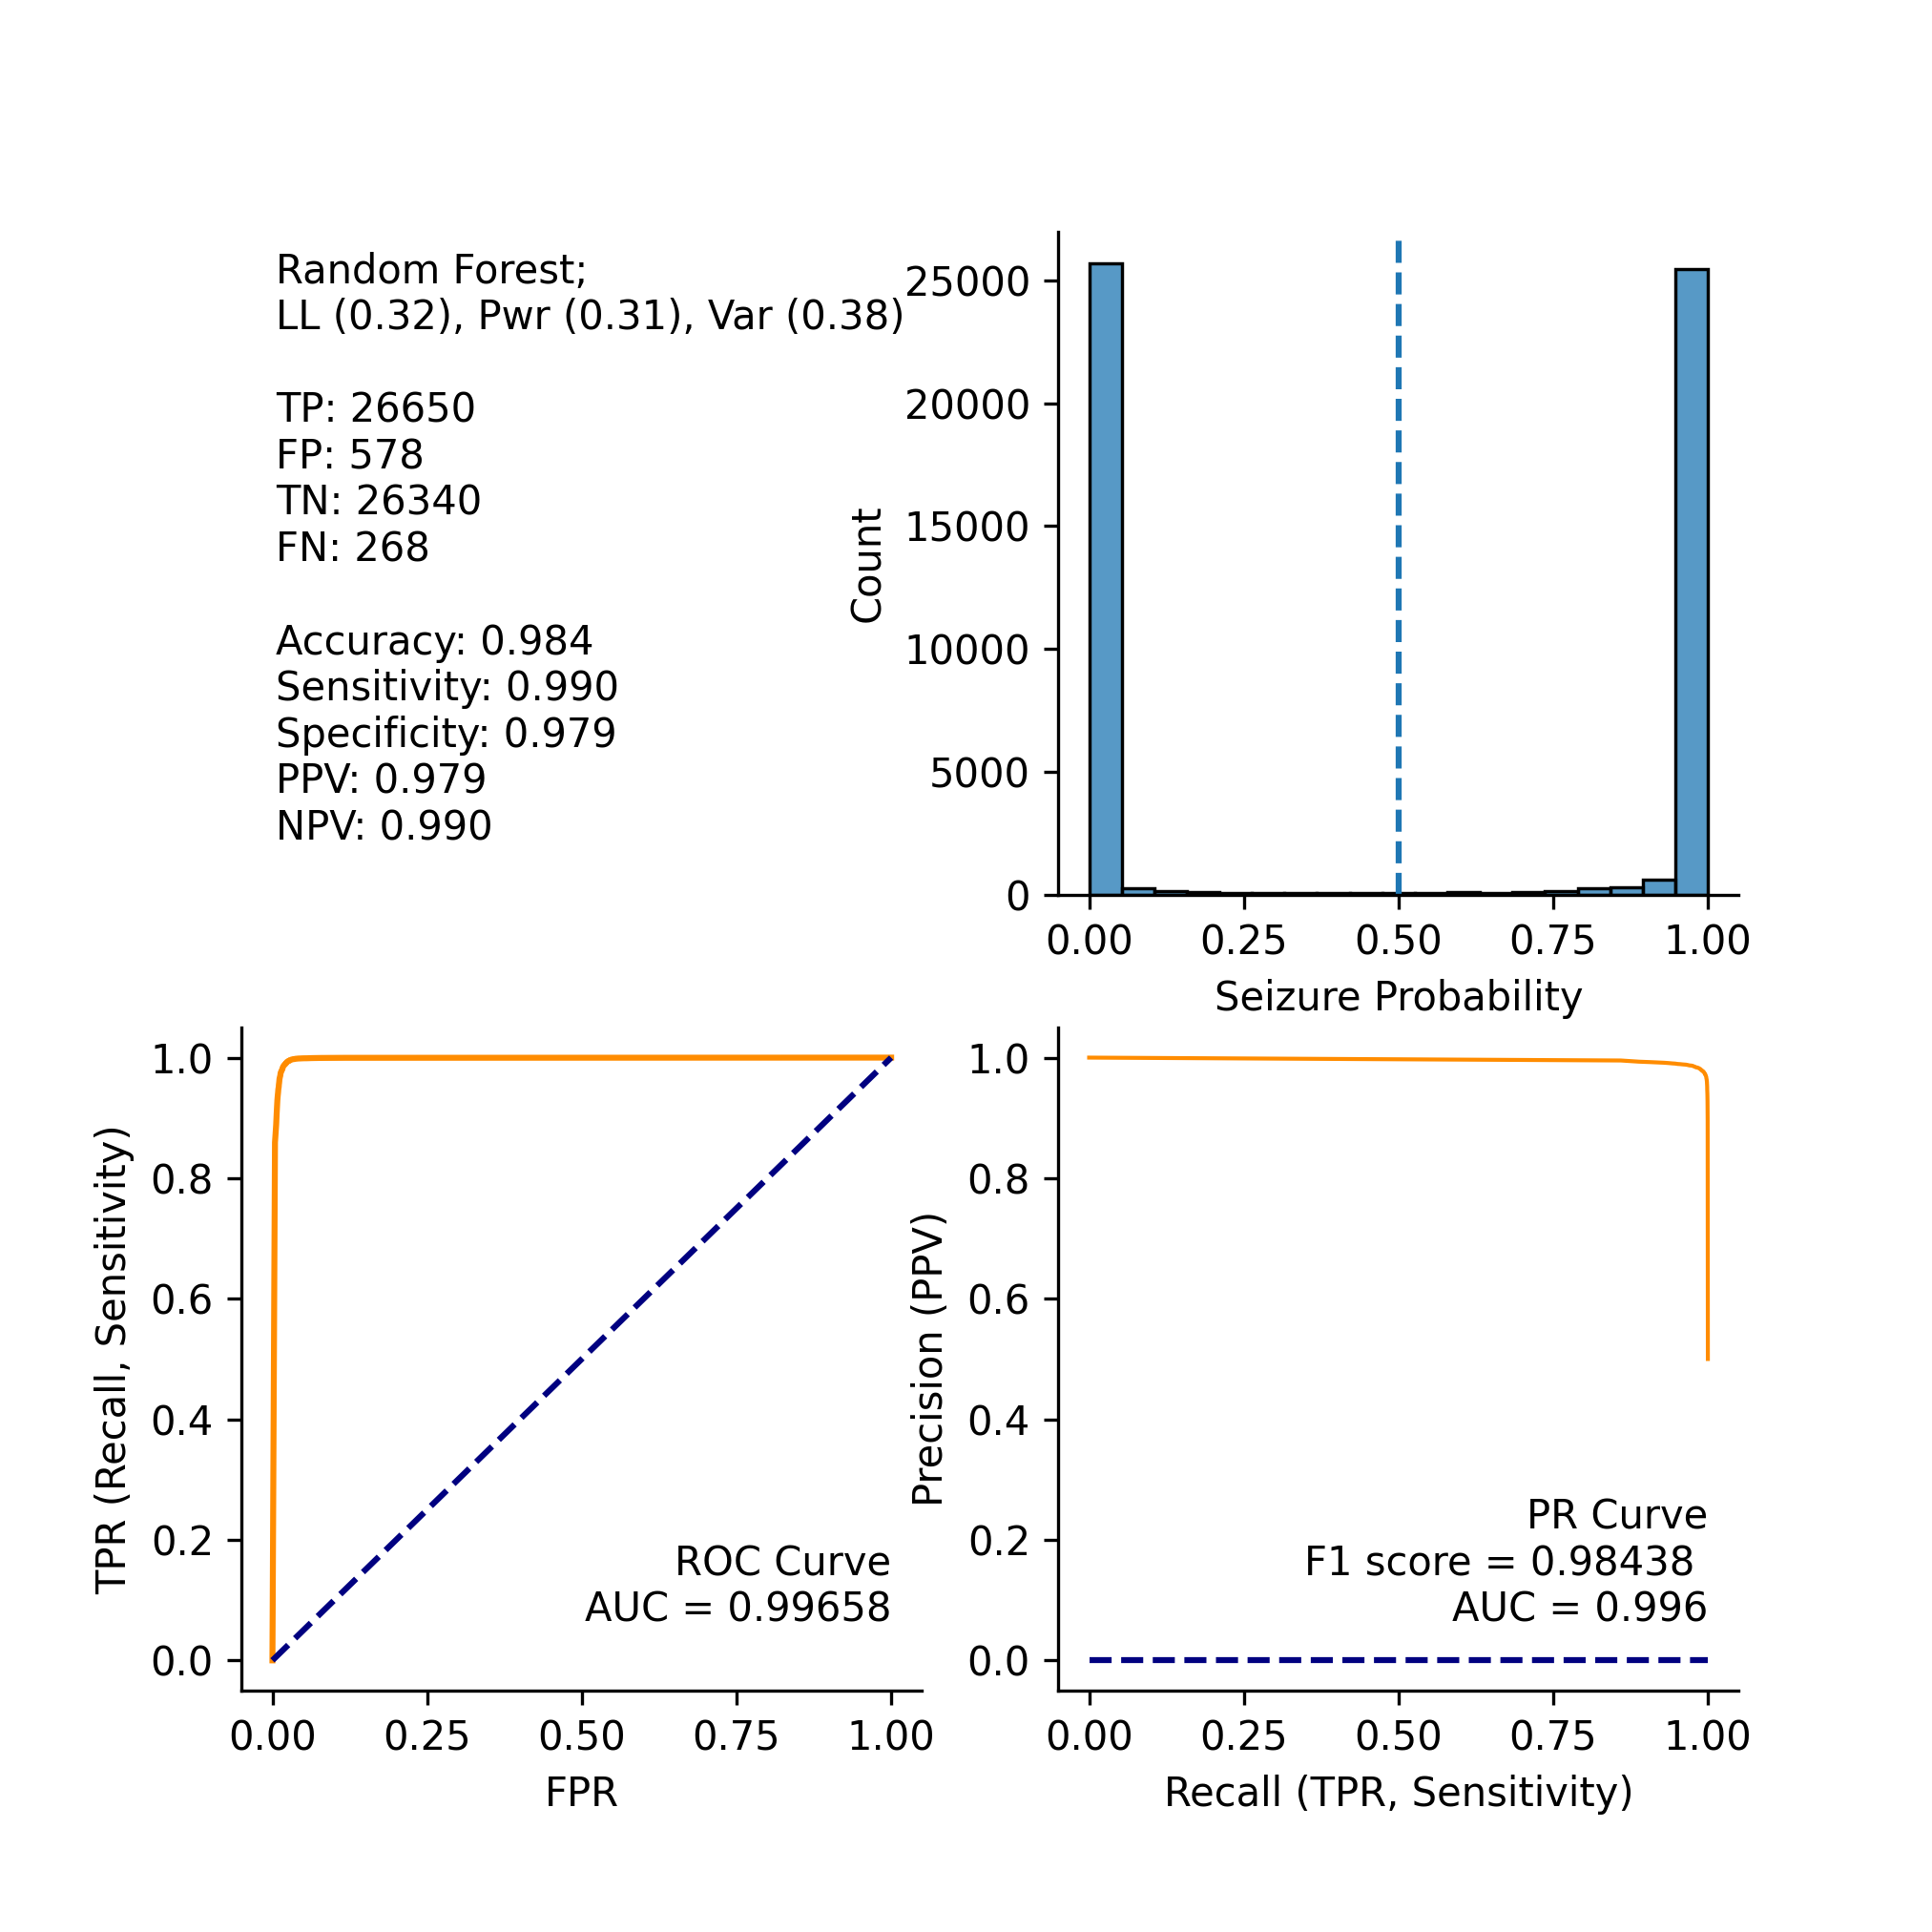 Random Forest;
LL (0.32), Pwr (0.31), Var (0.38)
TP: 26650
FP: 578
TN: 26340
FN: 268
Accuracy: 0.984
Sensitivity: 0.990
Specificity: 0.979
PPV: 0.979
NPV: 0.990
Count
25000
20000
15000
10000
5000
0
0.00 0.25 0.50 0.75 1.00
Seizure Probability
TPR (Recall, Sensitivity)
1.0
0.8
0.6
0.4
0.2
0.0
ROC Curve
AUC = 0.99658
0.00 0.25 0.50 0.75 1.00
FPR
Precision (PPV)
1.0
0.8
0.6
0.4
0.2
0.0
PR Curve
F1 score = 0.98438
AUC = 0.996
0.00 0.25 0.50 0.75 1.00
Recall (TPR, Sensitivity)